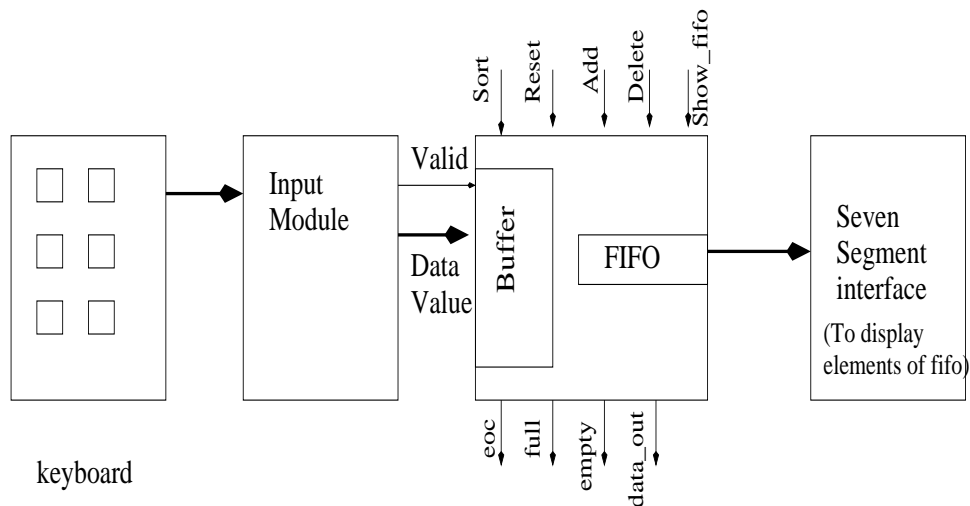 Sort
Reset
Add
Delete
Show_fifo
Valid
Input
Module
Data
Value
Buffer
FIFO
Seven
Segment
interface
(To display
elements of fifo)
eoc
full
empty
data_out
keyboard